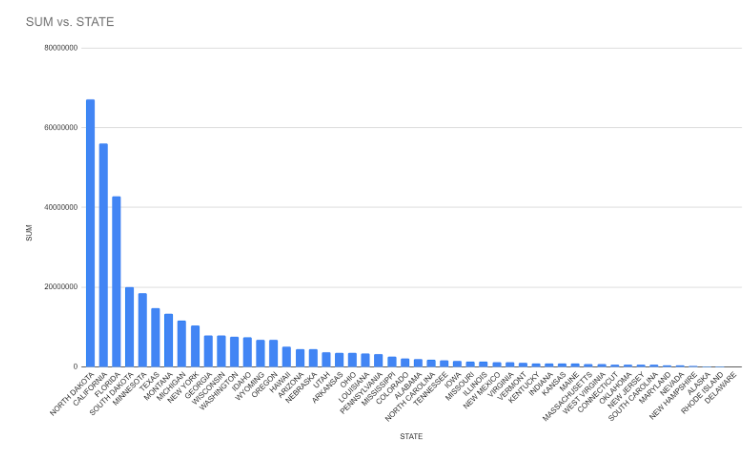 SUM vs. STATE
80000000
60000000
40000000
20000000
0
SUM
NORTH DAKOTA
CALIFORNIA
FLORIDA
SOUTH DAKOTA
MINNESOTA
TEXAS
MONTANA
MICHIGAN
NEW YORK
GEORGIA
WISCONSIN
WASHINGTON
IDAHO
WYOMING
OREGON
HAWAII
ARIZONA
NEBRASKA
UTAH
ARKANSAS
OHIO
LOUISIANA
PENNSYLVANIA
MISSISSIPPI
COLORADO
ALABAMA
NORTH CAROLINA
TENNESSEE
IOWA
MISSOURI
ILLINOIS
NEW MEXICO
VIRGINIA
VERMONT
KENTUCKY
INDIANA
KANSAS
MAINE
MASSACHUSETTS
WEST VIRGINIA
CONNECTICUT
OKLAHOMA
NEW JERSEY
SOUTH CAROLINA
MARYLAND
NEVADA
NEW HAMPSHIRE
ALASKA
RHODE ISLAND
DELAWARE
STATE